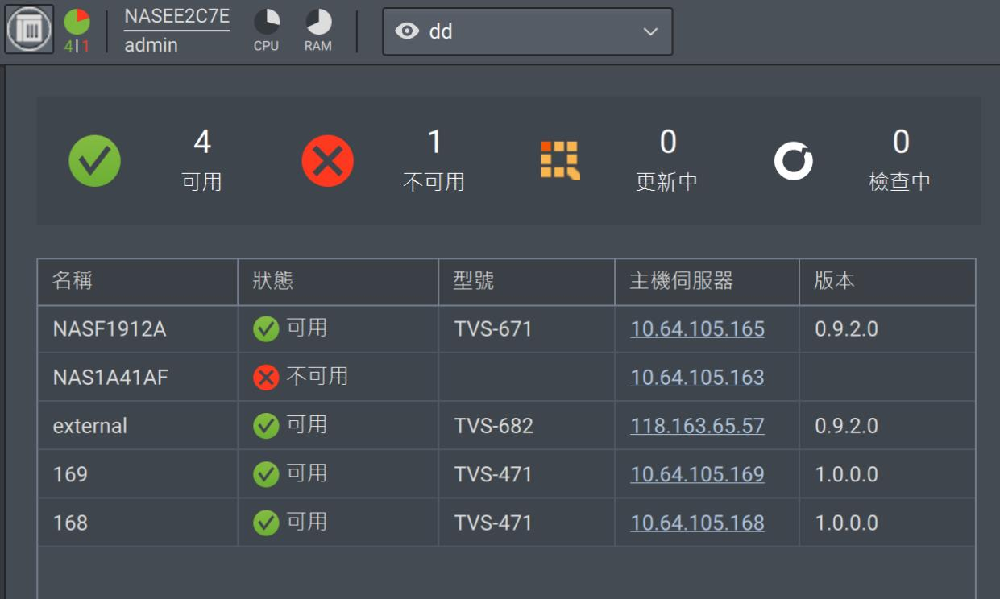 NASEE2C7E
4|1
admin
CPU
RAM
dd
4
可用
1
不可用
0
更新中
0
檢查中
名稱 狀態 型號 主機伺服器 版本
NASF1912A 可用 TVS-671 10.64.105.165 0.9.2.0
NAS1A41AF 不可用 10.64.105.163
external 可用 TVS-682 118.163.65.57 0.9.2.0
169 可用 TVS-471 10.64.105.169 1.0.0.0
168 可用 TVS-471 10.64.105.168 1.0.0.0